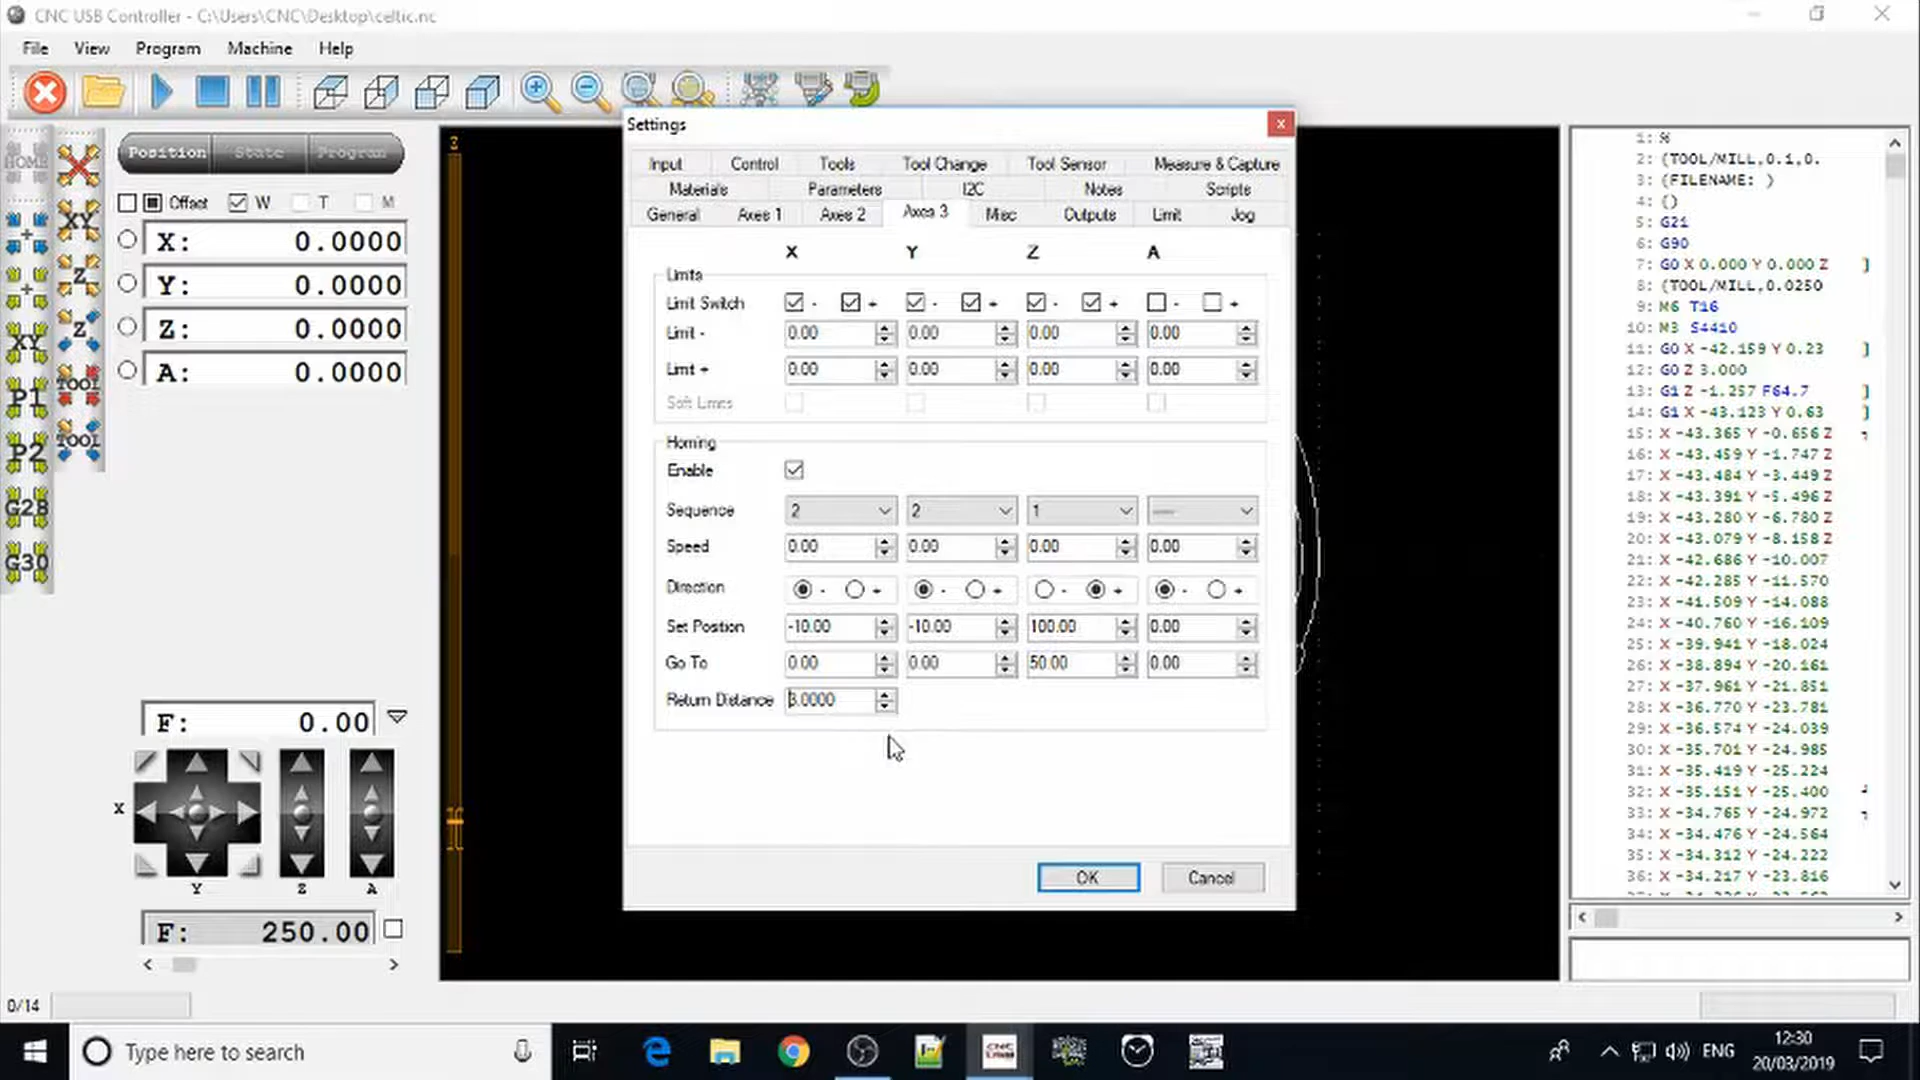 CNC USB Controller - C:\Users\CNC\Desktop\celtic.nc
File View Program Machine Help
Settings
Input Control Tools Tool Change Tool Sensor Measure & Capture
Materials Parameters I2C Notes Scripts
General Axes 1 Axes 2 Axes 3 Misc Outputs Limit Jog
X Y Z A
Limits
Limit Switch - + - + - + - +
Limit - 0.00 0.00 0.00 0.00
Limit + 0.00 0.00 0.00 0.00
Soft Limits
Homing
Enable
Sequence 2 2 1 ----
Speed 0.00 0.00 0.00 0.00
Direction - + - + - + - +
Set Position -10.00 -10.00 100.00 0.00
Go To 0.00 0.00 50.00 0.00
Return Distance 3.0000
OK Cancel
HOME
XY
Z
Z
XY
P1
TOOL
TOOL
P2
G28
G30
Position State Program
Offset W T M
X: 0.0000
Y: 0.0000
Z: 0.0000
A: 0.0000
F: 0.00
X
Y Z A
F: 250.00
0/14
1: %
2: (TOOL/MILL,0.1,0.
3: (FILENAME: )
4: ()
5: G21
6: G90
7: G0 X 0.000 Y 0.000 Z
8: (TOOL/MILL,0.0250
9: M6 T16
10: M3 S4410
11: G0 X -42.159 Y 0.23
12: G0 Z 3.000
13: G1 Z -1.257 F64.7
14: G1 X -43.123 Y 0.63
15: X -43.365 Y -0.656 Z
16: X -43.459 Y -1.747 Z
17: X -43.484 Y -3.449 Z
18: X -43.391 Y -5.496 Z
19: X -43.280 Y -6.780 Z
20: X -43.079 Y -8.158 Z
21: X -42.686 Y -10.007
22: X -42.285 Y -11.570
23: X -41.509 Y -14.088
24: X -40.760 Y -16.109
25: X -39.941 Y -18.024
26: X -38.894 Y -20.161
27: X -37.961 Y -21.851
28: X -36.770 Y -23.781
29: X -36.574 Y -24.039
30: X -35.701 Y -24.985
31: X -35.419 Y -25.224
32: X -35.151 Y -25.400
33: X -34.765 Y -24.972
34: X -34.476 Y -24.564
35: X -34.312 Y -24.222
36: X -34.217 Y -23.816
Type here to search
ENG
12:30
20/03/2019